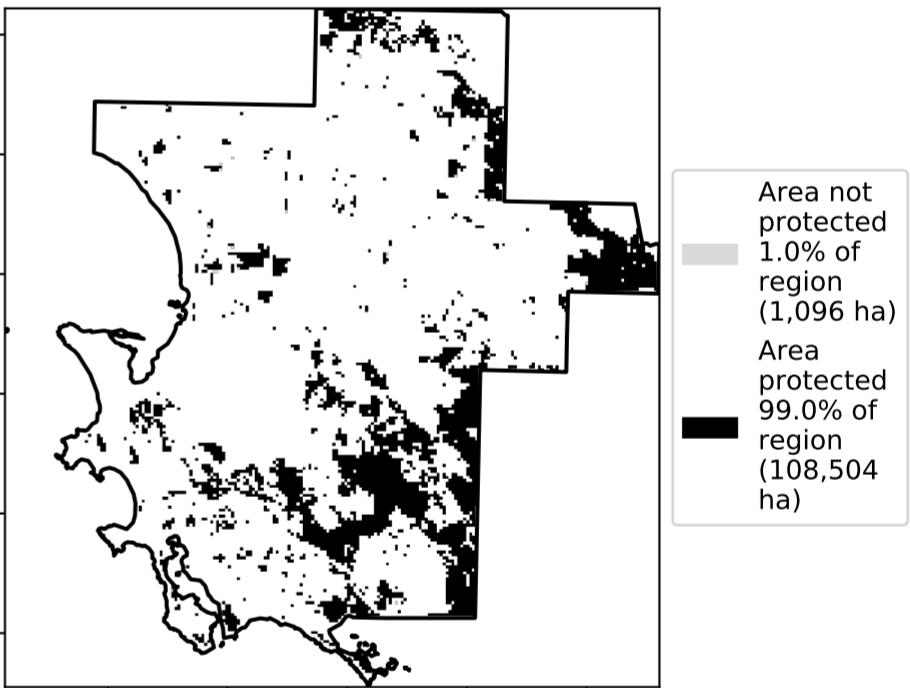 Area not
protected
1.0% of
region
(1,096 ha)
Area
protected
99.0% of
region
(108,504
ha)